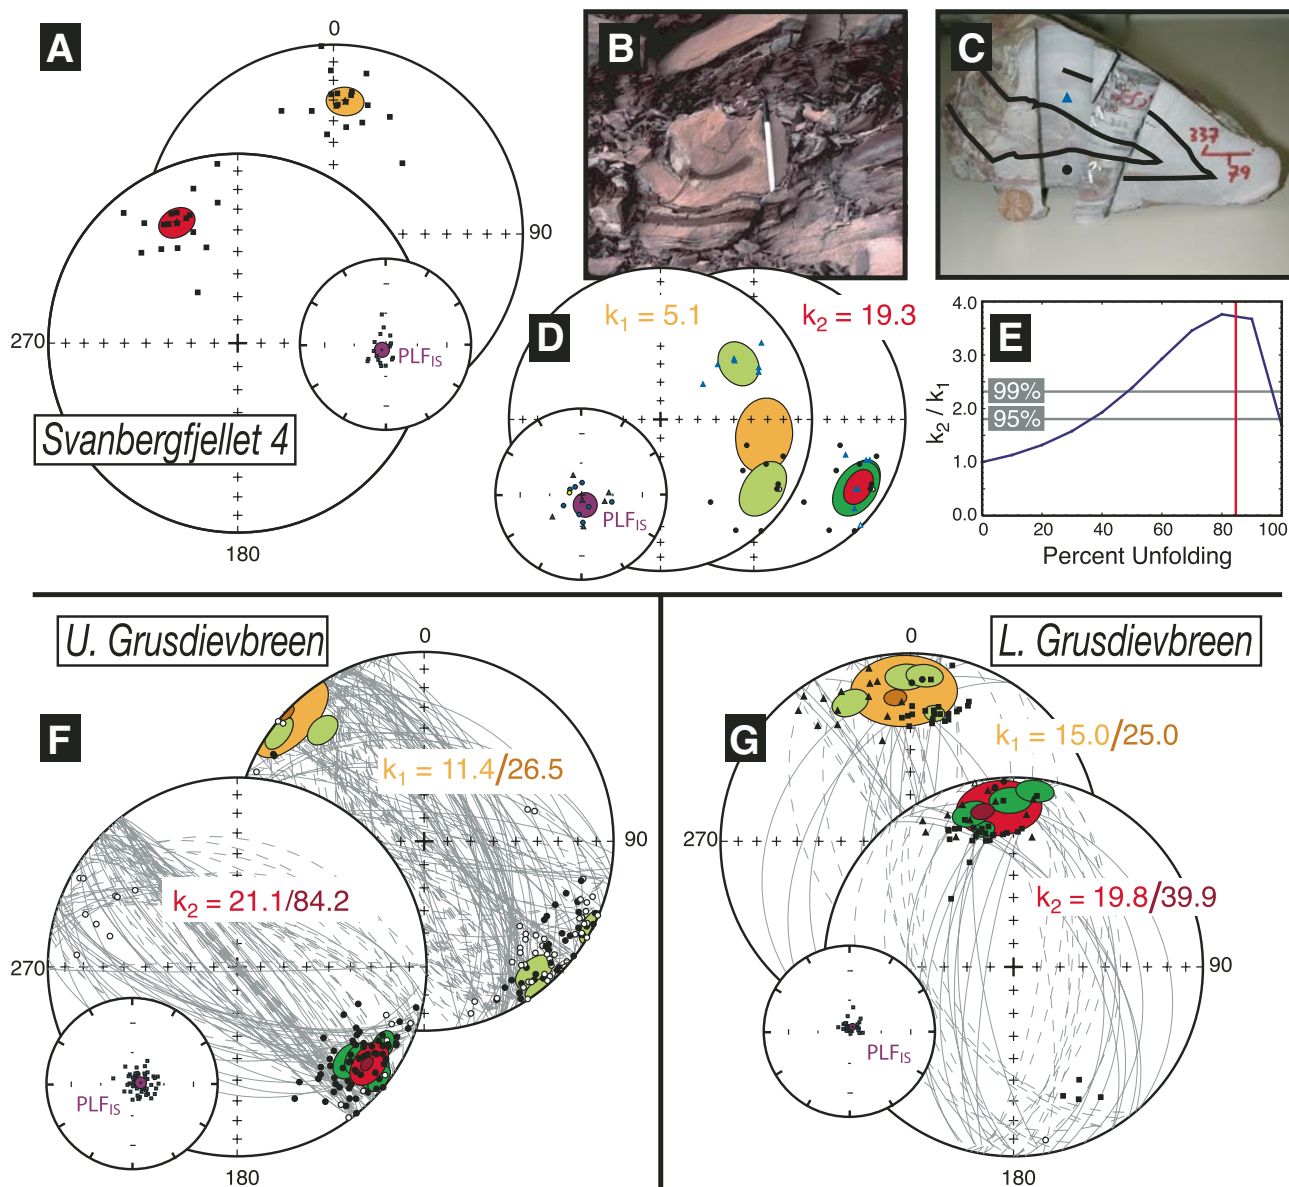 A
0
90
270
180
PLFIS
Svanbergfjellet 4
B
C
337
79
D
k1 = 5.1
k2 = 19.3
PLFIS
E
4.0
3.0
2.0
1.0
0.0
k2 / k1
99%
95%
0 20 40 60 80 100
Percent Unfolding
U. Grusdievbreen
F
0
90
270
180
k1 = 11.4/26.5
k2 = 21.1/84.2
PLFIS
L. Grusdievbreen
G
0
270
90
180
k1 = 15.0/25.0
k2 = 19.8/39.9
PLFIS